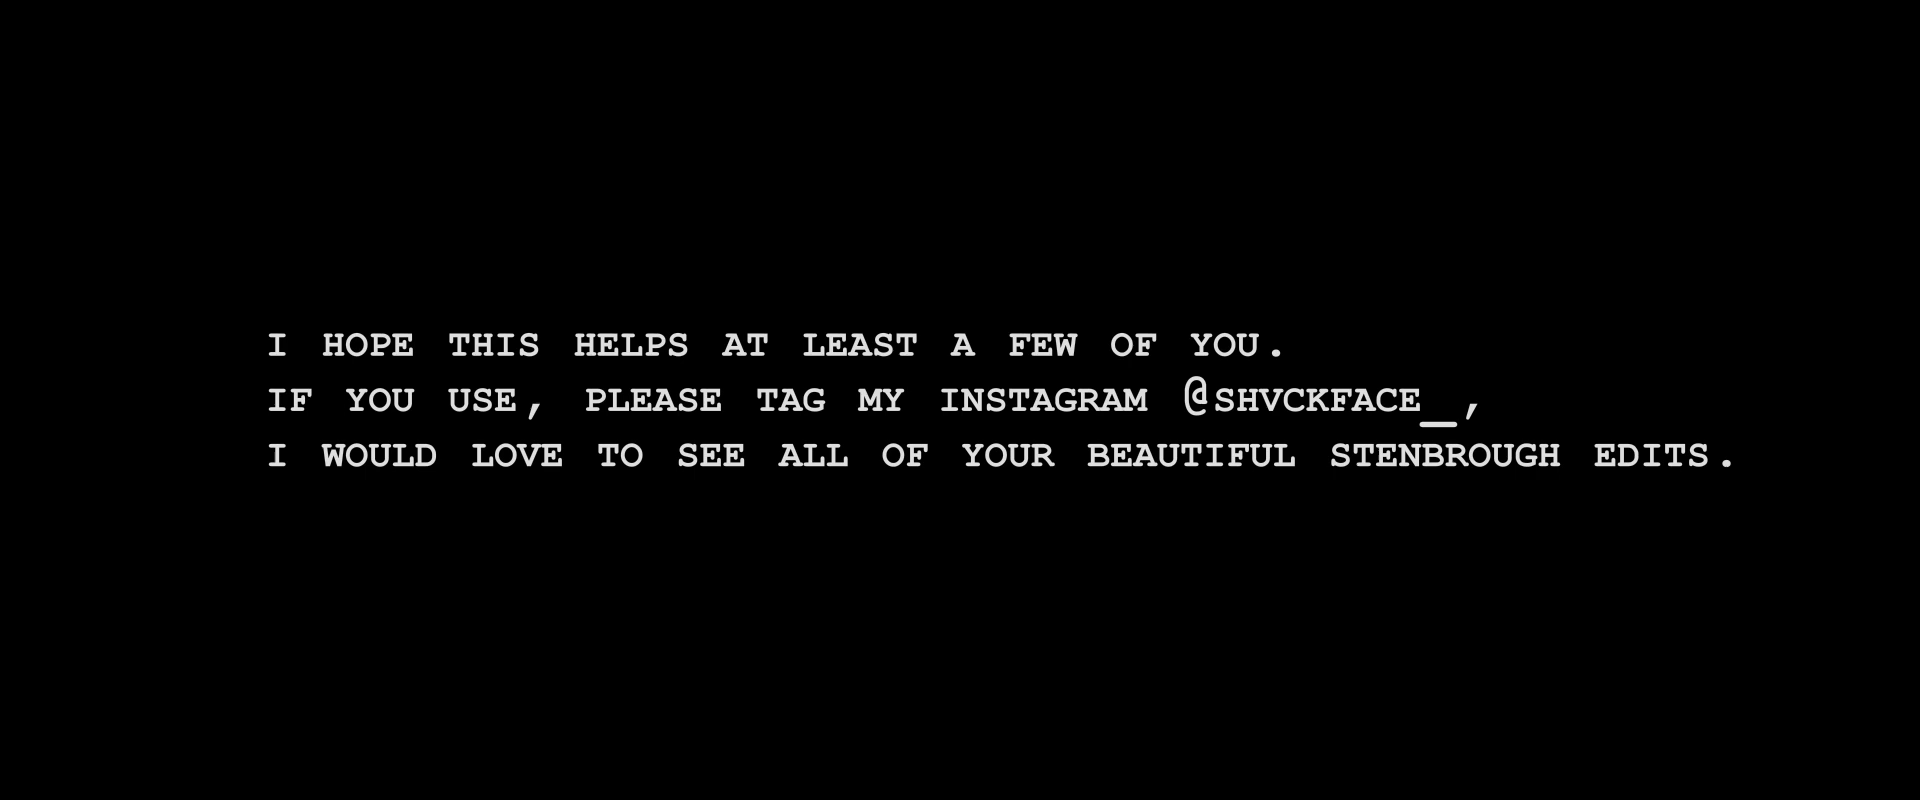 I HOPE THIS HELPS AT LEAST A FEW OF YOU.
IF YOU USE, PLEASE TAG MY INSTAGRAM @SHVCKFACE_,
I WOULD LOVE TO SEE ALL OF YOUR BEAUTIFUL STENBROUGH EDITS.